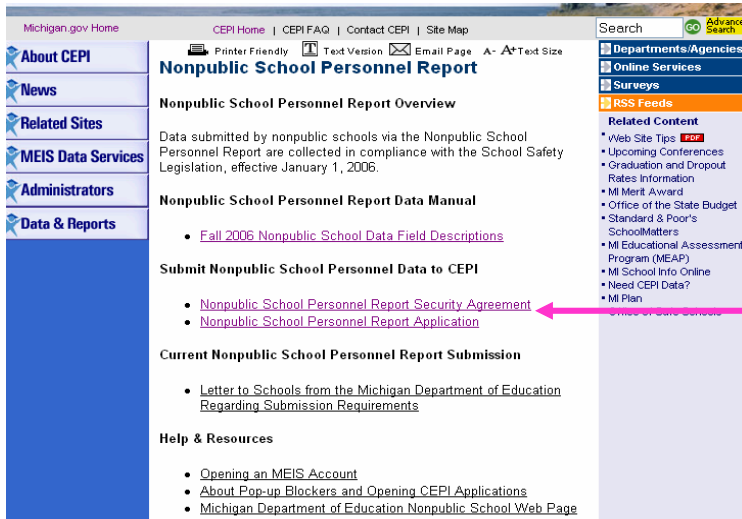 Michigan.gov Home
CEPI Home | CEPI FAQ | Contact CEPI | Site Map
Search
GO
Advance
Search
Printer Friendly T Text Version Email Page A- A+ Text Size
About CEPI
News
Related Sites
MEIS Data Services
Administrators
Data & Reports
Nonpublic School Personnel Report
Nonpublic School Personnel Report Overview
Data submitted by nonpublic schools via the Nonpublic School
Personnel Report are collected in compliance with the School Safety
Legislation, effective January 1, 2006.
Nonpublic School Personnel Report Data Manual
• Fall 2006 Nonpublic School Data Field Descriptions
Submit Nonpublic School Personnel Data to CEPI
• Nonpublic School Personnel Report Security Agreement
• Nonpublic School Personnel Report Application
Current Nonpublic School Personnel Report Submission
• Letter to Schools from the Michigan Department of Education
Regarding Submission Requirements
Help & Resources
• Opening an MEIS Account
• About Pop-up Blockers and Opening CEPI Applications
• Michigan Department of Education Nonpublic School Web Page
Departments/Agencies
Online Services
Surveys
RSS Feeds
Related Content
• Web Site Tips PDF
• Upcoming Conferences
• Graduation and Dropout
Rates Information
• MI Merit Award
• Office of the State Budget
• Standard & Poor's
SchoolMatters
• MI Educational Assessment
Program (MEAP)
• MI School Info Online
• Need CEPI Data?
• MI Plan
• Office of Safe Schools